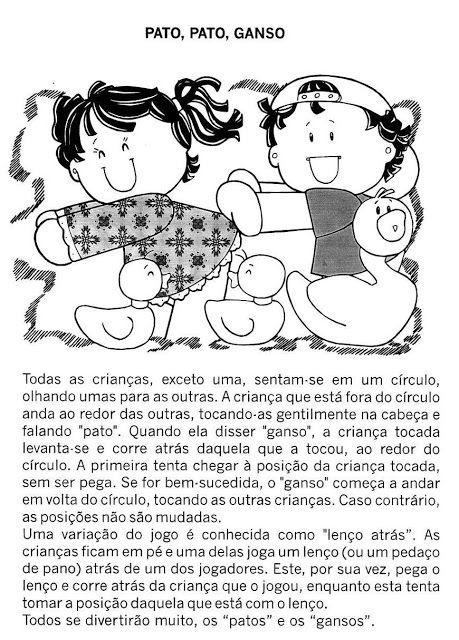 PATO, PATO, GANSO
Todas as crianças, exceto uma, sentam-se em um círculo,
olhando umas para as outras. A criança que está fora do círculo
anda ao redor das outras, tocando-as gentilmente na cabeça e
falando "pato". Quando ela disser "ganso", a criança tocada
levanta-se e corre atrás daquela que a tocou, ao redor do
círculo. A primeira tenta chegar à posição da criança tocada,
sem ser pega. Se for bem-sucedida, o "ganso" começa a andar
em volta do círculo, tocando as outras crianças. Caso contrário,
as posições não são mudadas.
Uma variação do jogo é conhecida como "lenço atrás". As
crianças ficam em pé e uma delas joga um lenço (ou um pedaço
de pano) atrás de um dos jogadores. Este, por sua vez, pega o
lenço e corre atrás da criança que o jogou, enquanto esta tenta
tomar a posição daquela que está com o lenço.
Todos se divertirão muito, os “patos” e os “gansos”.